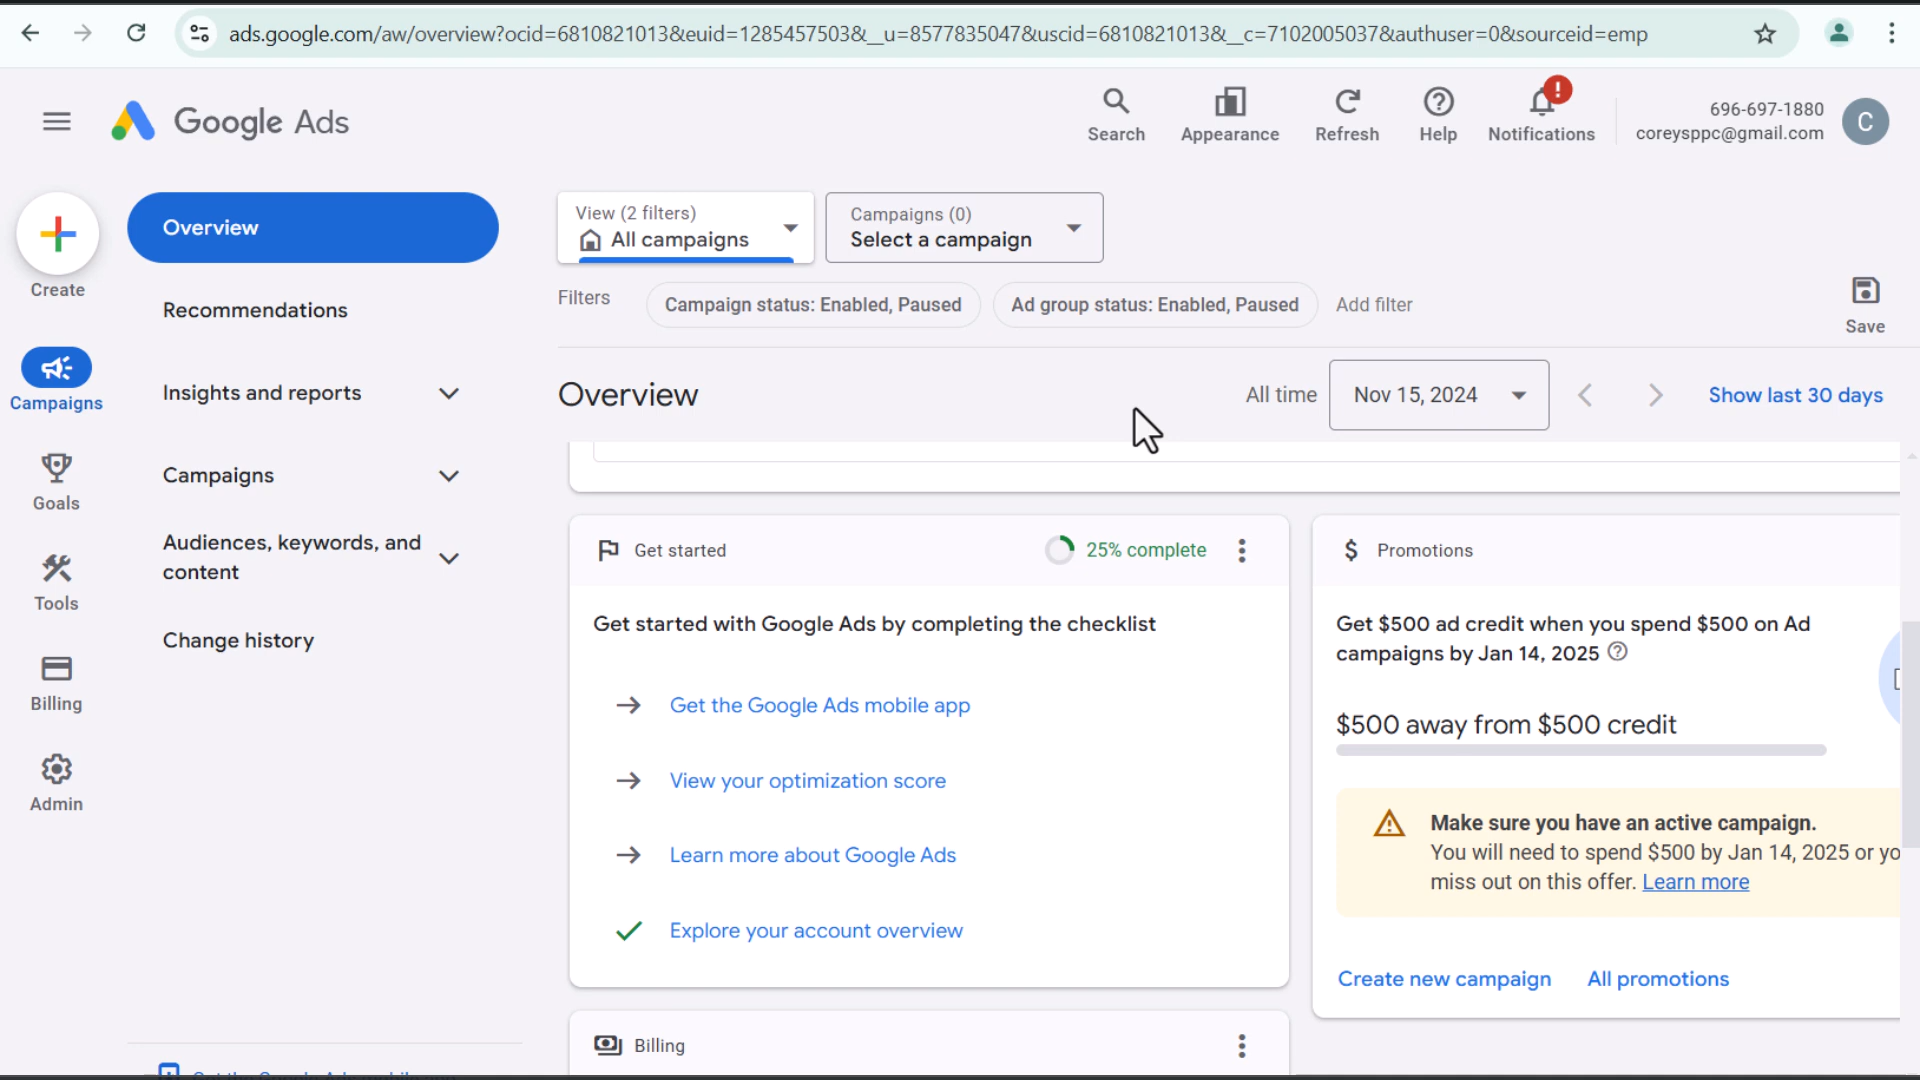 ads.google.com/aw/overview?ocid=6810821013&euid=1285457503&__u=8577835047&uscid=6810821013&__c=7102005037&authuser=0&sourceid=emp
Google Ads
Search
Appearance
Refresh
Help
!
Notifications
696-697-1880
coreysppc@gmail.com
C
Create
Campaigns
Goals
Tools
Billing
Admin
Overview
Recommendations
Insights and reports
Campaigns
Audiences, keywords, and
content
Change history
View (2 filters)
All campaigns
Campaigns (0)
Select a campaign
Filters
Campaign status: Enabled, Paused
Ad group status: Enabled, Paused
Add filter
Save
Overview
All time
Nov 15, 2024
Show last 30 days
Get started
25% complete
Get started with Google Ads by completing the checklist
Get the Google Ads mobile app
View your optimization score
Learn more about Google Ads
Explore your account overview
Billing
$ Promotions
Get $500 ad credit when you spend $500 on Ad
campaigns by Jan 14, 2025
$500 away from $500 credit
Make sure you have an active campaign.
You will need to spend $500 by Jan 14, 2025 or yo
miss out on this offer. Learn more
Create new campaign
All promotions